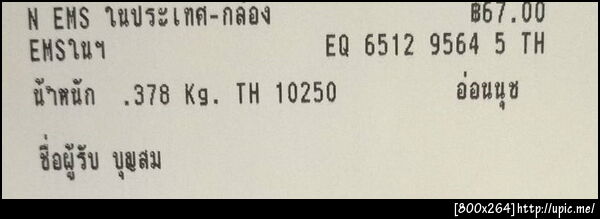 N EMS ในประเทศ-กล่อง ฿67.00
EMSในฯ EQ 6512 9564 5 TH
น้ำหนัก .378 Kg. TH 10250 อ่อนนุช
ชื่อผู้รับ บุญสม
[800x264]http://upic.me/